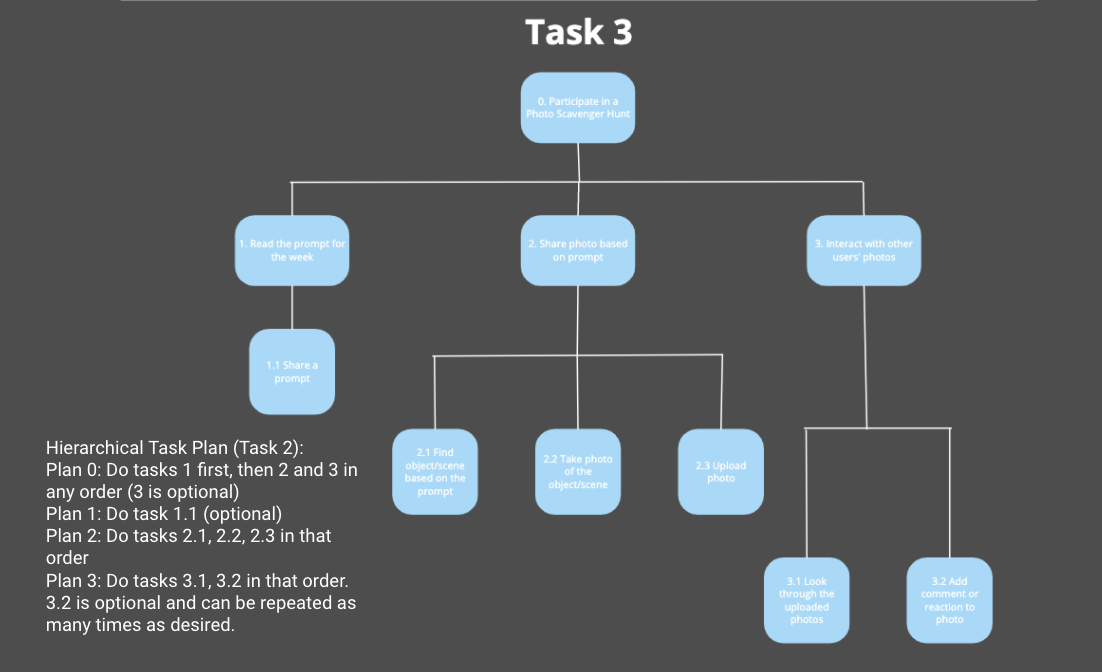 Task 3
0. Participate in a
Photo Scavenger Hunt
1. Read the prompt for
the week
2. Share photo based
on prompt
3. Interact with other
users' photos
1.1 Share a
prompt
2.1 Find
object/scene
based on the
prompt
2.2 Take photo
of the
object/scene
2.3 Upload
photo
3.1 Look
through the
uploaded
photos
3.2 Add
comment or
reaction to
photo
Hierarchical Task Plan (Task 2):
Plan 0: Do tasks 1 first, then 2 and 3 in
any order (3 is optional)
Plan 1: Do task 1.1 (optional)
Plan 2: Do tasks 2.1, 2.2, 2.3 in that
order
Plan 3: Do tasks 3.1, 3.2 in that order.
3.2 is optional and can be repeated as
many times as desired.